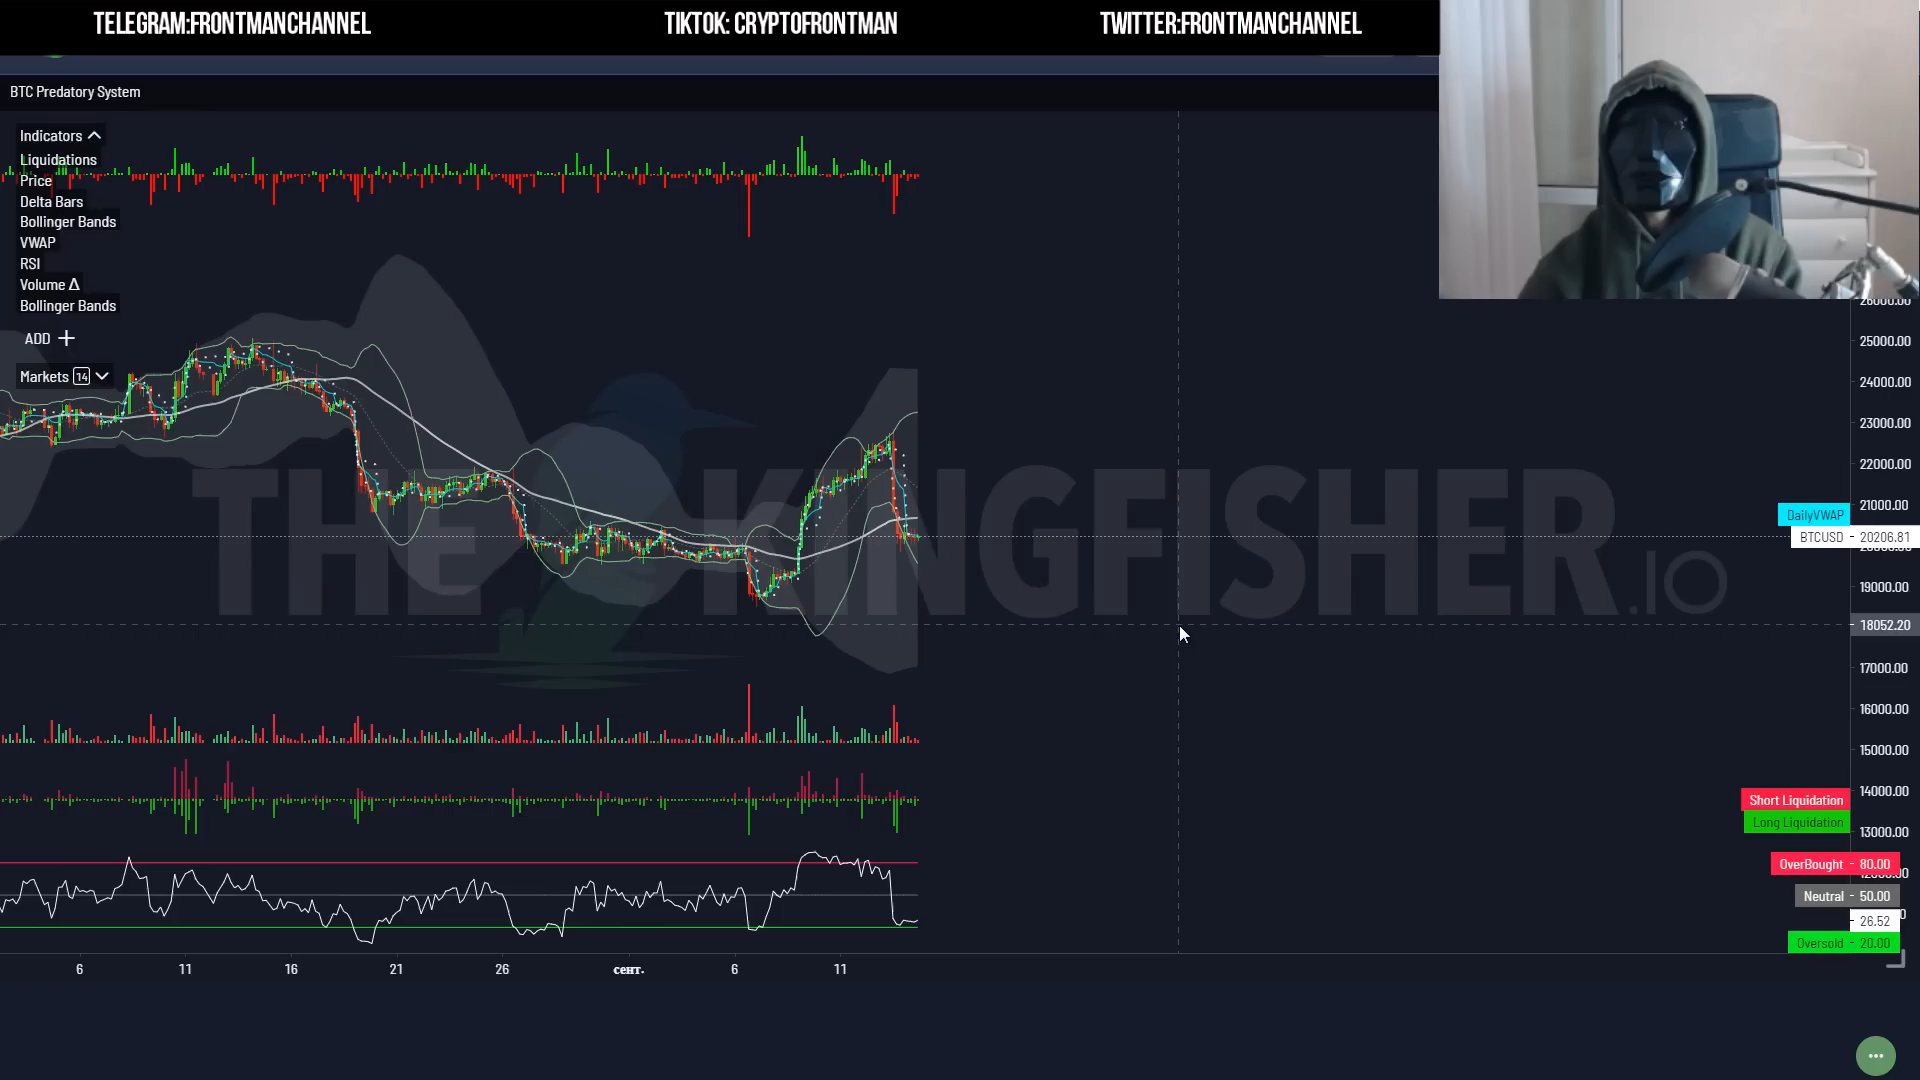 TELEGRAM:FRONTMANCHANNEL
TIKTOK: CRYPTOFRONTMAN
TWITTER:FRONTMANCHANNEL
BTC Predatory System
Indicators
Liquidations
Price
Delta Bars
Bollinger Bands
VWAP
RSI
Volume Δ
Bollinger Bands
ADD +
Markets 14
THE KINGFISHER.IO
26000.00
25000.00
24000.00
23000.00
22000.00
21000.00
DailyVWAP
BTCUSD - 20206.81
20000.00
19000.00
18052.20
17000.00
16000.00
15000.00
14000.00
Short Liquidation
Long Liquidation
13000.00
OverBought - 80.00
Neutral - 50.00
26.52
Oversold - 20.00
6 11 16 21 26 сент. 6 11